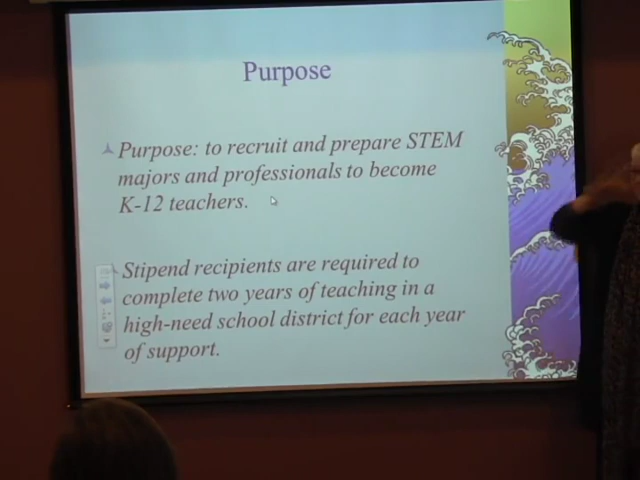 Purpose
Purpose: to recruit and prepare STEM
majors and professionals to become
K-12 teachers.
Stipend recipients are required to
complete two years of teaching in a
high-need school district for each year
of support.